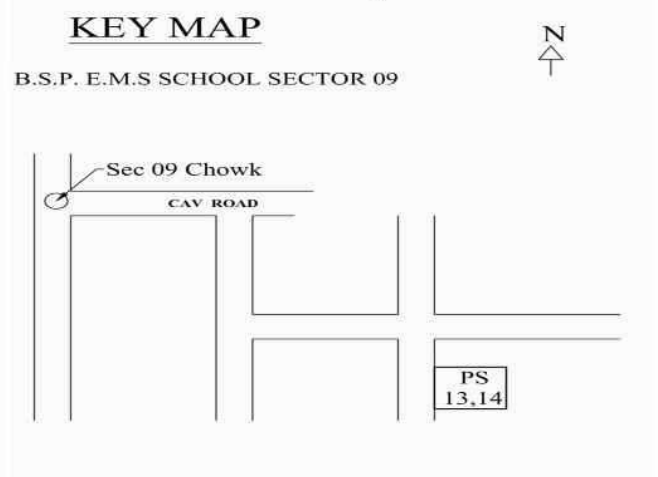 KEY MAP
N
B.S.P. E.M.S SCHOOL SECTOR 09
Sec 09 Chowk
CAV ROAD
PS
13,14